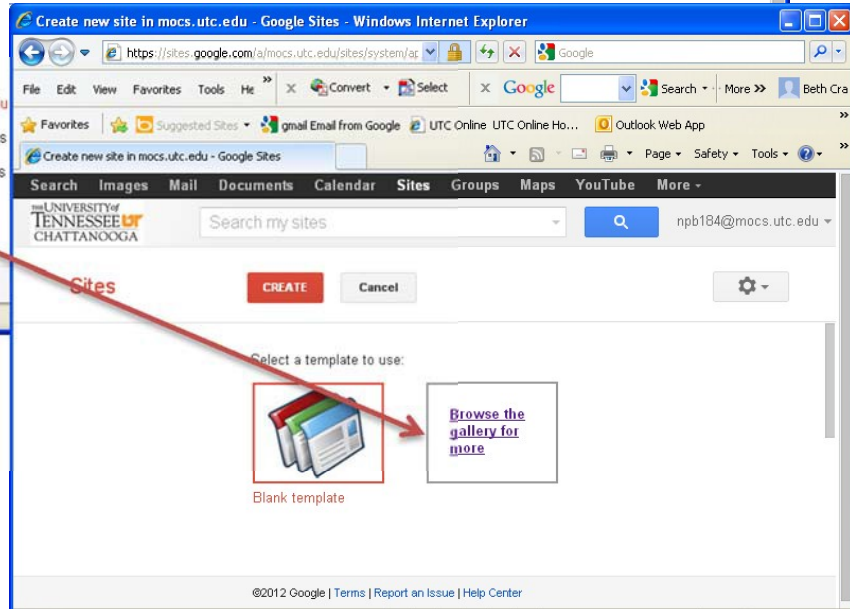 Create new site in mocs.utc.edu - Google Sites - Windows Internet Explorer
https://sites.google.com/a/mocs.utc.edu/sites/system/ap
Google
File Edit View Favorites Tools He » x Convert Select x Google Search More » Beth Cra
u
Favorites Suggested Sites gmail Email from Google UTC Online UTC Online Ho... Outlook Web App »
s
Create new site in mocs.utc.edu - Google Sites Page Safety Tools »
s
Search Images Mail Documents Calendar Sites Groups Maps YouTube More
THE UNIVERSITY of
TENNESSEE UT
CHATTANOOGA
Search my sites
npb184@mocs.utc.edu
Sites CREATE Cancel
Select a template to use:
Browse the
gallery for
more
Blank template
©2012 Google | Terms | Report an Issue | Help Center